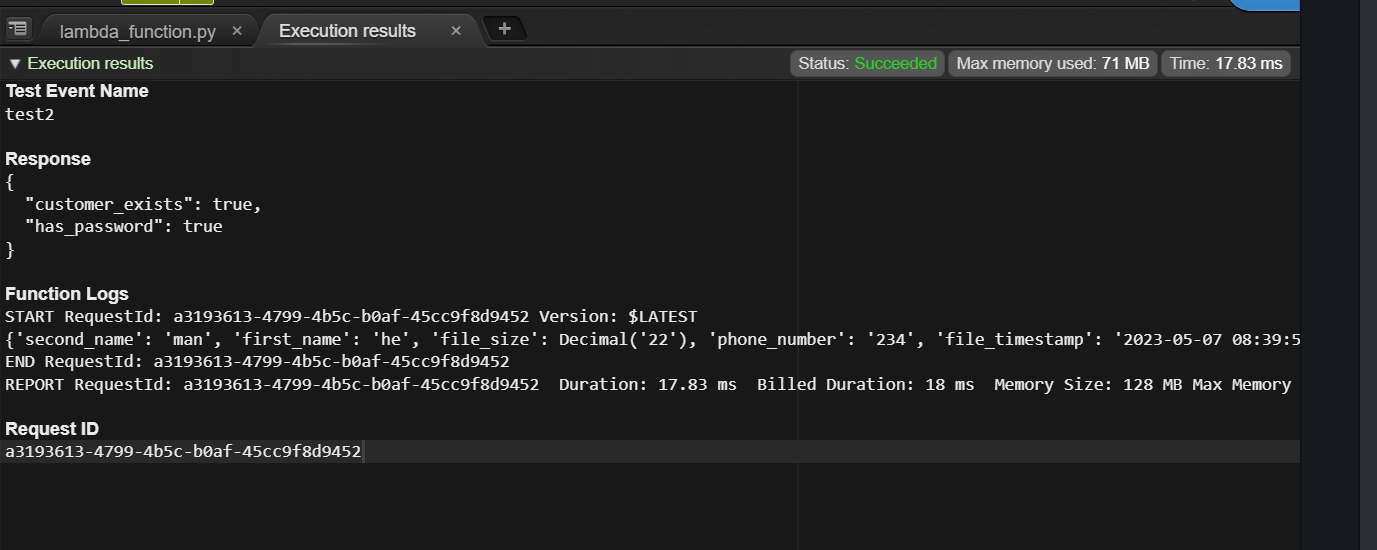 lambda_function.py ×
Execution results ×
+
▼ Execution results
Status: Succeeded
Max memory used: 71 MB
Time: 17.83 ms
Test Event Name
test2
Response
{
  "customer_exists": true,
  "has_password": true
}
Function Logs
START RequestId: a3193613-4799-4b5c-b0af-45cc9f8d9452 Version: $LATEST
{'second_name': 'man', 'first_name': 'he', 'file_size': Decimal('22'), 'phone_number': '234', 'file_timestamp': '2023-05-07 08:39:5
END RequestId: a3193613-4799-4b5c-b0af-45cc9f8d9452
REPORT RequestId: a3193613-4799-4b5c-b0af-45cc9f8d9452  Duration: 17.83 ms  Billed Duration: 18 ms  Memory Size: 128 MB Max Memory
Request ID
a3193613-4799-4b5c-b0af-45cc9f8d9452